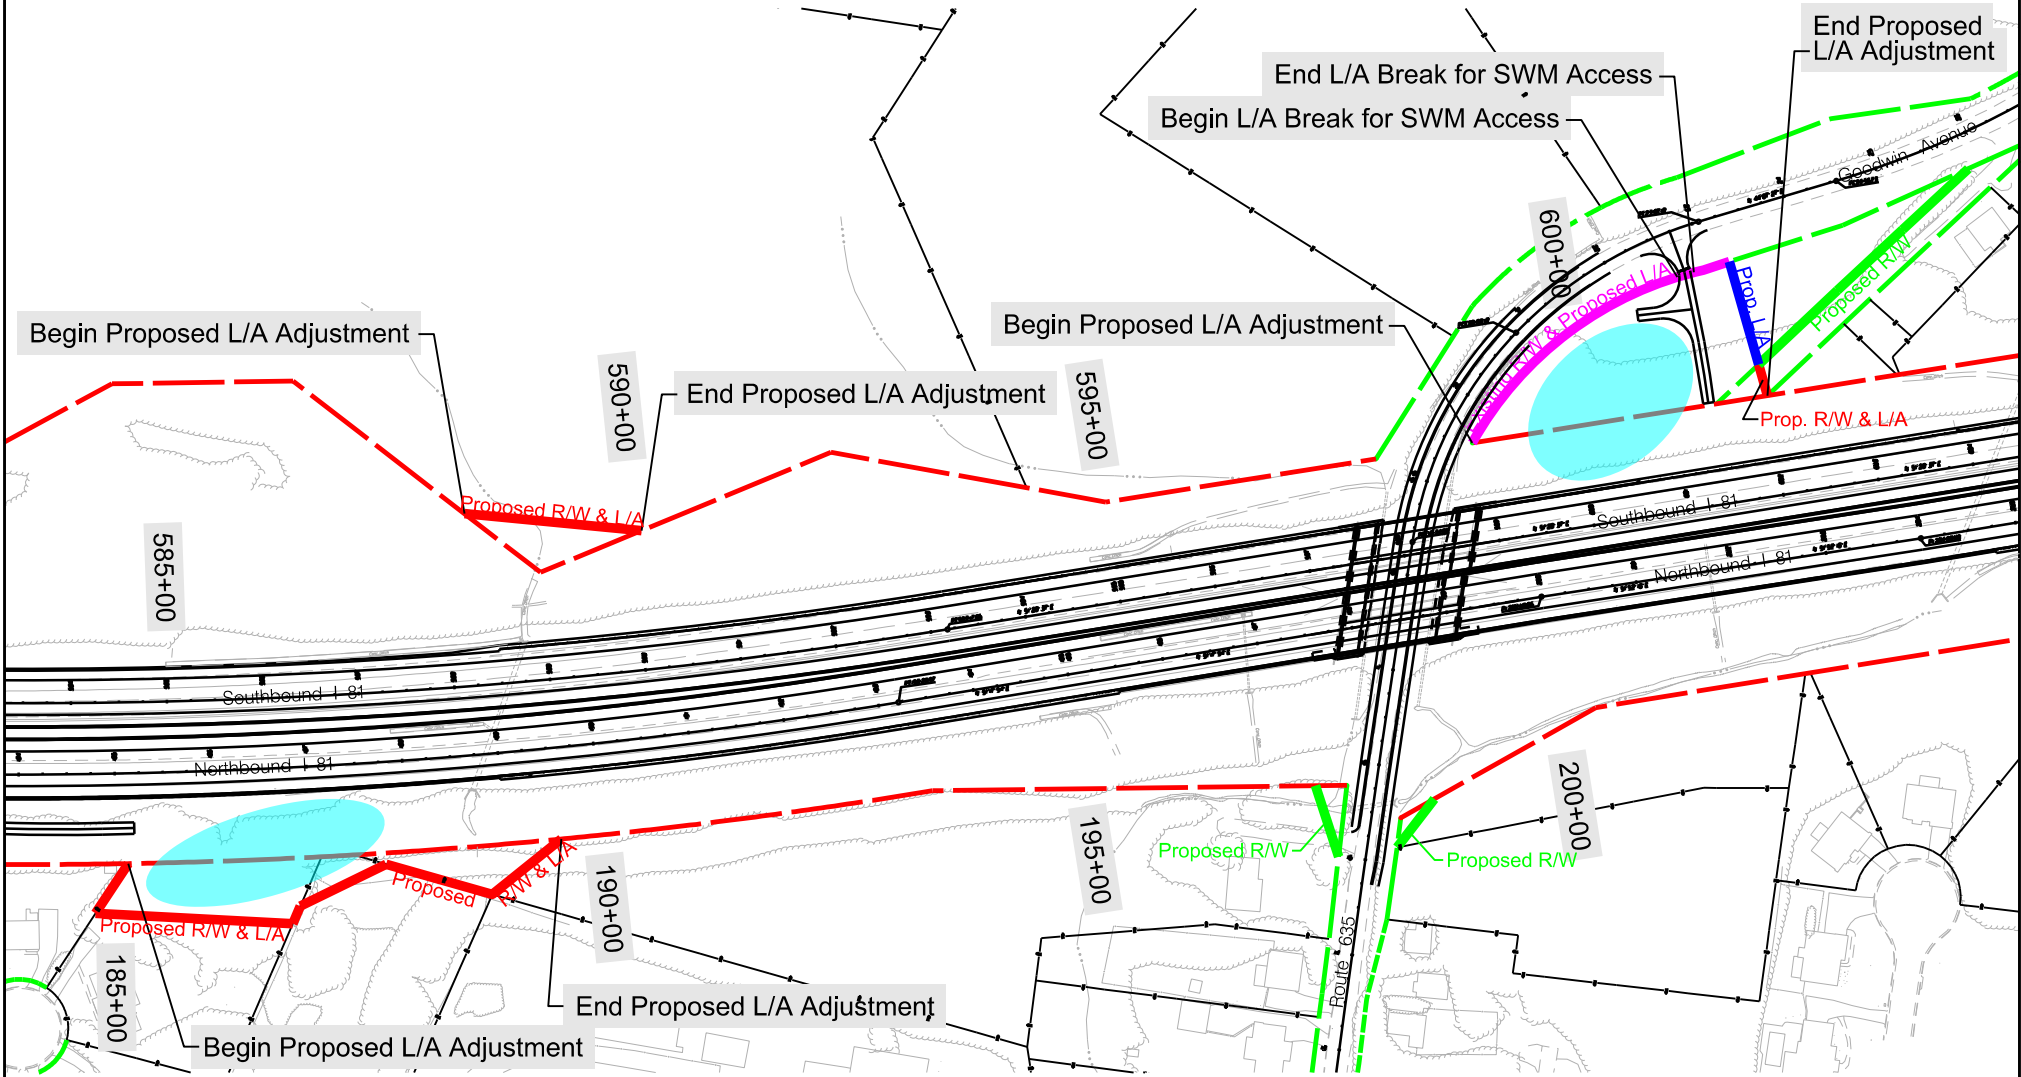 End Proposed
L/A Adjustment
End L/A Break for SWM Access
Begin L/A Break for SWM Access
Goodwin Avenue
600+00
Proposed R/W
Prop. L/A
Existing R/W & Proposed L/A
Begin Proposed L/A Adjustment
Begin Proposed L/A Adjustment
590+00
End Proposed L/A Adjustment
595+00
Prop. R/W & L/A
Proposed R/W & L/A
585+00
Southbound I 81
Northbound I 81
Southbound I 81
Northbound I 81
200+00
195+00
Proposed R/W
Proposed R/W
Proposed
R/W & L/A
190+00
Proposed R/W & L/A
185+00
Route 635
End Proposed L/A Adjustment
Begin Proposed L/A Adjustment